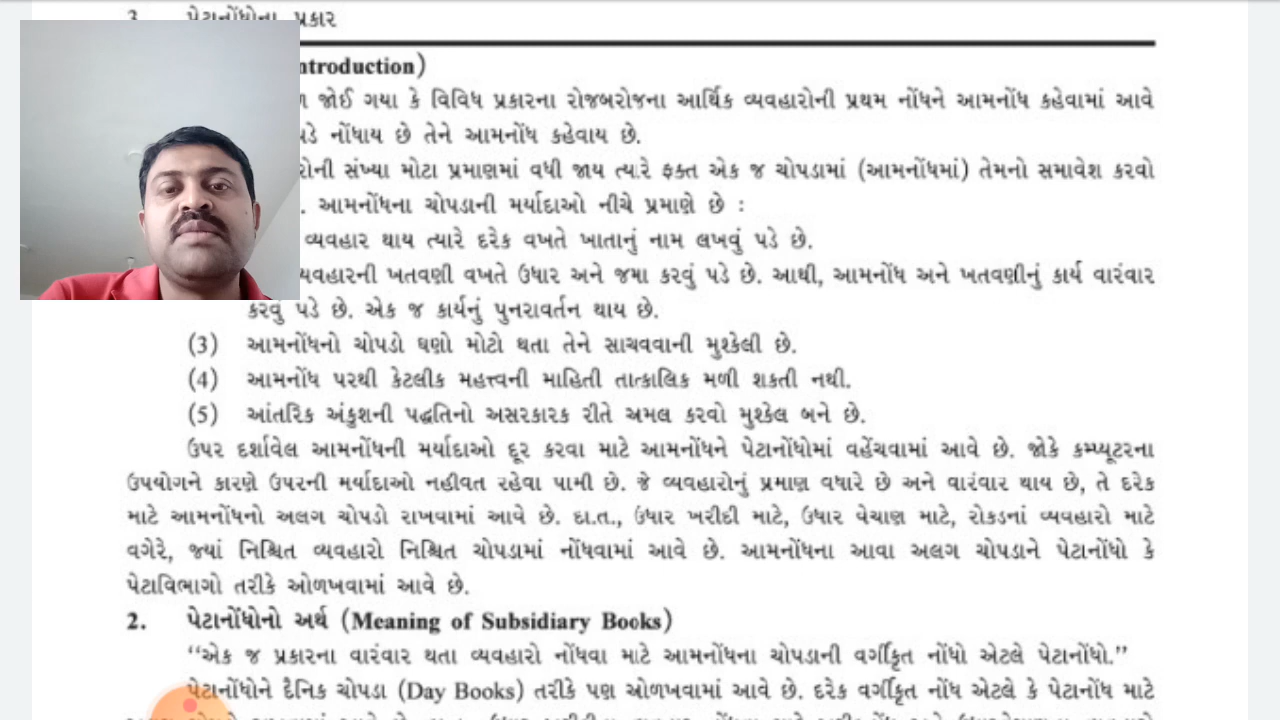 3. પેટાનોંધોના પ્રકાર
ntroduction)
જોઈ ગયા કે વિવિધ પ્રકારના રોજબરોજના આર્થિક વ્યવહારોની પ્રથમ નોંધને આમનોંધ કહેવામાં આવે
પડે નોંધાય છે તેને આમનોંધ કહેવાય છે.
રોની સંખ્યા મોટા પ્રમાણમાં વધી જાય ત્યારે ફક્ત એક જ ચોપડામાં (આમનોંધમાં) તેમનો સમાવેશ કરવો
. આમનોંધના ચોપડાની મર્યાદાઓ નીચે પ્રમાણે છે :
વ્યવહાર થાય ત્યારે દરેક વખતે ખાતાનું નામ લખવું પડે છે.
વ્યવહારની ખતવણી વખતે ઉધાર અને જમા કરવું પડે છે. આથી, આમનોંધ અને ખતવણીનું કાર્ય વારંવાર
કરવુ પડે છે. એક જ કાર્યનું પુનરાવર્તન થાય છે.
(3) આમનોંધનો ચોપડો ઘણો મોટો થતા તેને સાચવવાની મુશ્કેલી છે.
(4) આમનોંધ પરથી કેટલીક મહત્ત્વની માહિતી તાત્કાલિક મળી શકતી નથી.
(5) આંતરિક અંકુશની પદ્ધતિનો અસરકારક રીતે અમલ કરવો મુશ્કેલ બને છે.
ઉપર દર્શાવેલ આમનોંધની મર્યાદાઓ દૂર કરવા માટે આમનોંધને પેટાનોંધોમાં વહેંચવામાં આવે છે. જોકે કમ્પ્યૂટરના
ઉપયોગને કારણે ઉપરની મર્યાદાઓ નહીવત રહેવા પામી છે. જે વ્યવહારોનું પ્રમાણ વધારે છે અને વારંવાર થાય છે, તે દરેક
માટે આમનોંધનો અલગ ચોપડો રાખવામાં આવે છે. દા.ત., ઉધાર ખરીદી માટે, ઉધાર વેચાણ માટે, રોકડનાં વ્યવહારો માટે
વગેરે, જ્યાં નિશ્ચિત વ્યવહારો નિશ્ચિત ચોપડામાં નોંધવામાં આવે છે. આમનોંધના આવા અલગ ચોપડાને પેટાનોંધો કે
પેટાવિભાગો તરીકે ઓળખવામાં આવે છે.
2. પેટાનોંધોનો અર્થ (Meaning of Subsidiary Books)
“એક જ પ્રકારના વારંવાર થતા વ્યવહારો નોંધવા માટે આમનોંધના ચોપડાની વર્ગીકૃત નોંધો એટલે પેટાનોંધો.”
પેટાનોંધોને દૈનિક ચોપડા (Day Books) તરીકે પણ ઓળખવામાં આવે છે. દરેક વર્ગીકૃત નોંધ એટલે કે પેટાનોંધ માટે